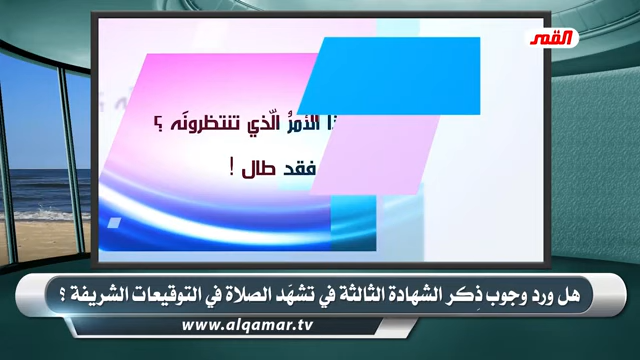 القمر
الأمرُ الّذي تنتظرونَه ؟
فقد طال !
هل ورد وجوب ذِكر الشهادة الثالثة في تشهّد الصلاة في التوقيعات الشريفة ؟
www.alqamar.tv